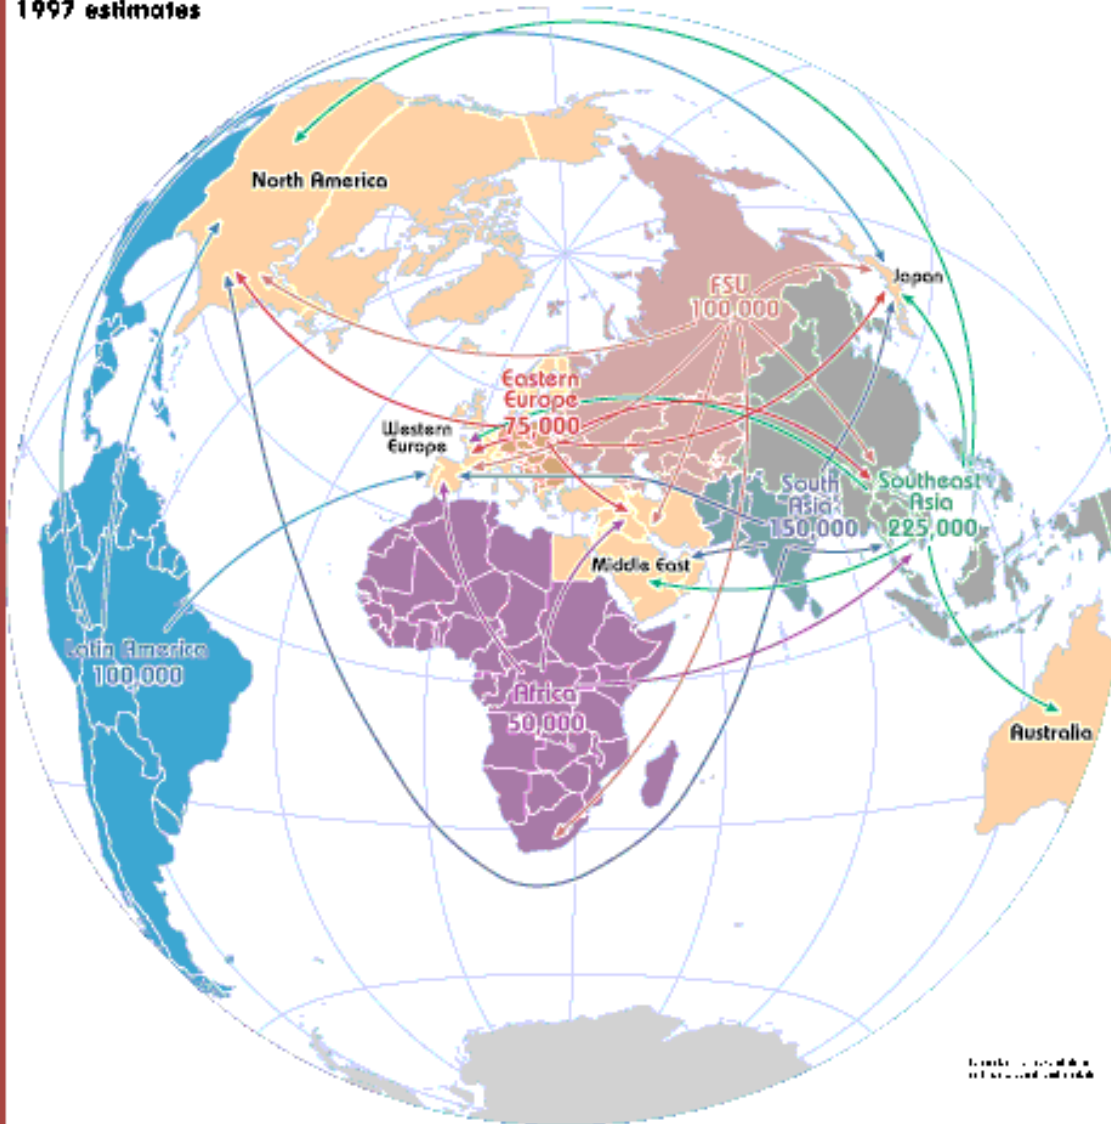 1997 estimates
North America
Japan
FSU
100,000
Eastern
Europe
75,000
Western
Europe
South
Asia
150,000
Southeast
Asia
225,000
Middle East
Latin America
100,000
Africa
50,000
Australia